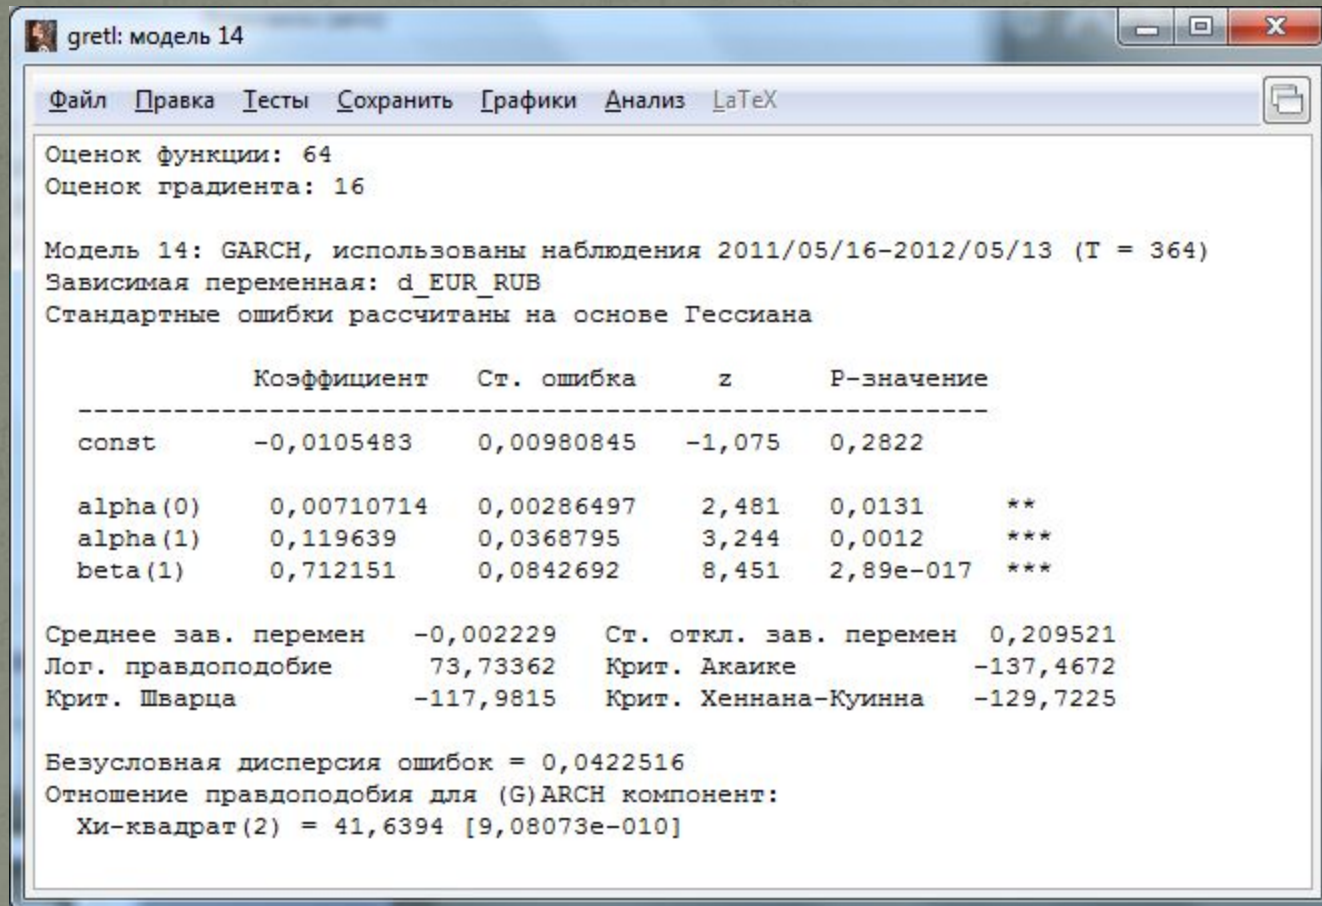 gretl: модель 14
Файл Правка Тесты Сохранить Графики Анализ LaTeX
Оценок функции: 64
Оценок градиента: 16
Модель 14: GARCH, использованы наблюдения 2011/05/16-2012/05/13 (T = 364)
Зависимая переменная: d_EUR_RUB
Стандартные ошибки рассчитаны на основе Гессиана
Коэффициент Ст. ошибка z P-значение
---------------------------------------------------------
const -0,0105483 0,00980845 -1,075 0,2822
alpha(0) 0,00710714 0,00286497 2,481 0,0131 **
alpha(1) 0,119639 0,0368795 3,244 0,0012 ***
beta(1) 0,712151 0,0842692 8,451 2,89e-017 ***
Среднее зав. перемен -0,002229 Ст. откл. зав. перемен 0,209521
Лог. правдоподобие 73,73362 Крит. Акаике -137,4672
Крит. Шварца -117,9815 Крит. Хеннана-Куинна -129,7225
Безусловная дисперсия ошибок = 0,0422516
Отношение правдоподобия для (G)ARCH компонент:
Хи-квадрат(2) = 41,6394 [9,08073e-010]